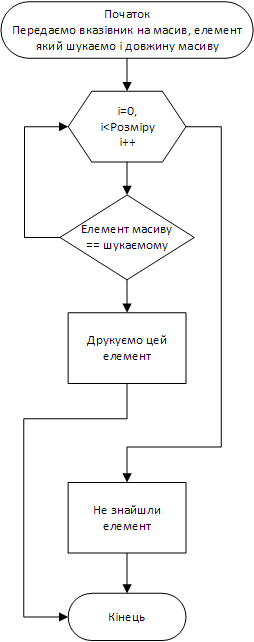 Початок
Передаємо вказівник на масив, елемент
який шукаємо і довжину масиву
i=0,
i<Розміру
i++
Елемент масиву
== шукаємому
Друкуємо цей
елемент
Не знайшли
елемент
Кінець